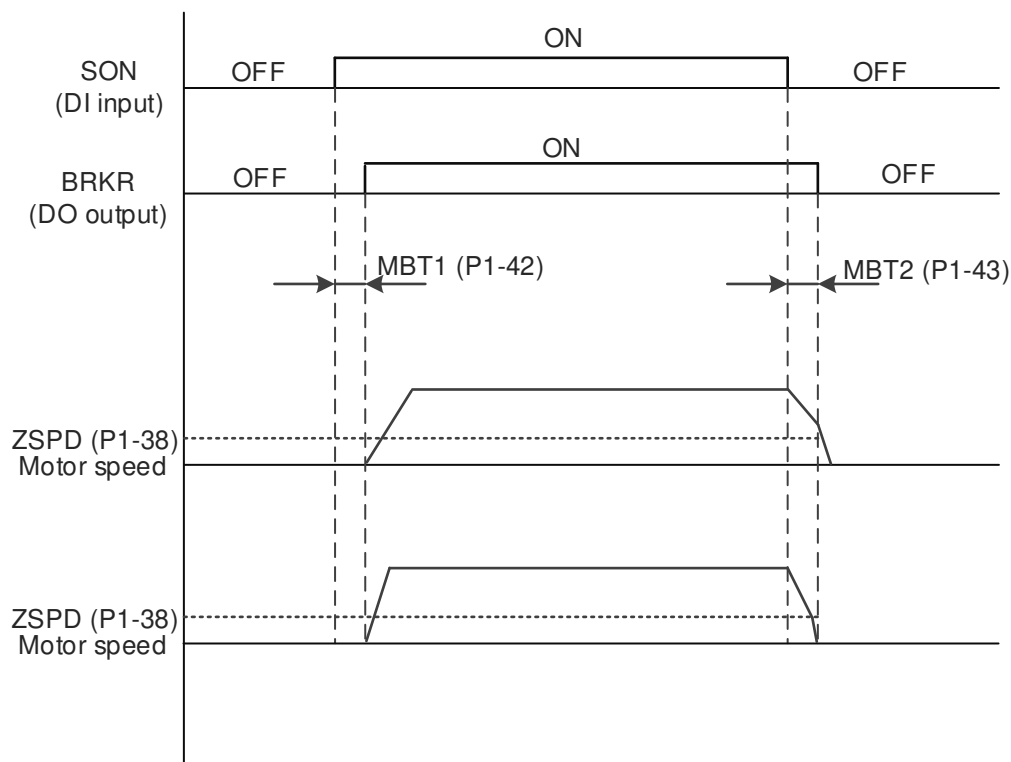 ON
SON
(DI input)
OFF
OFF
ON
BRKR
(DO output)
OFF
OFF
MBT1 (P1-42)
MBT2 (P1-43)
ZSPD (P1-38)
Motor speed
ZSPD (P1-38)
Motor speed